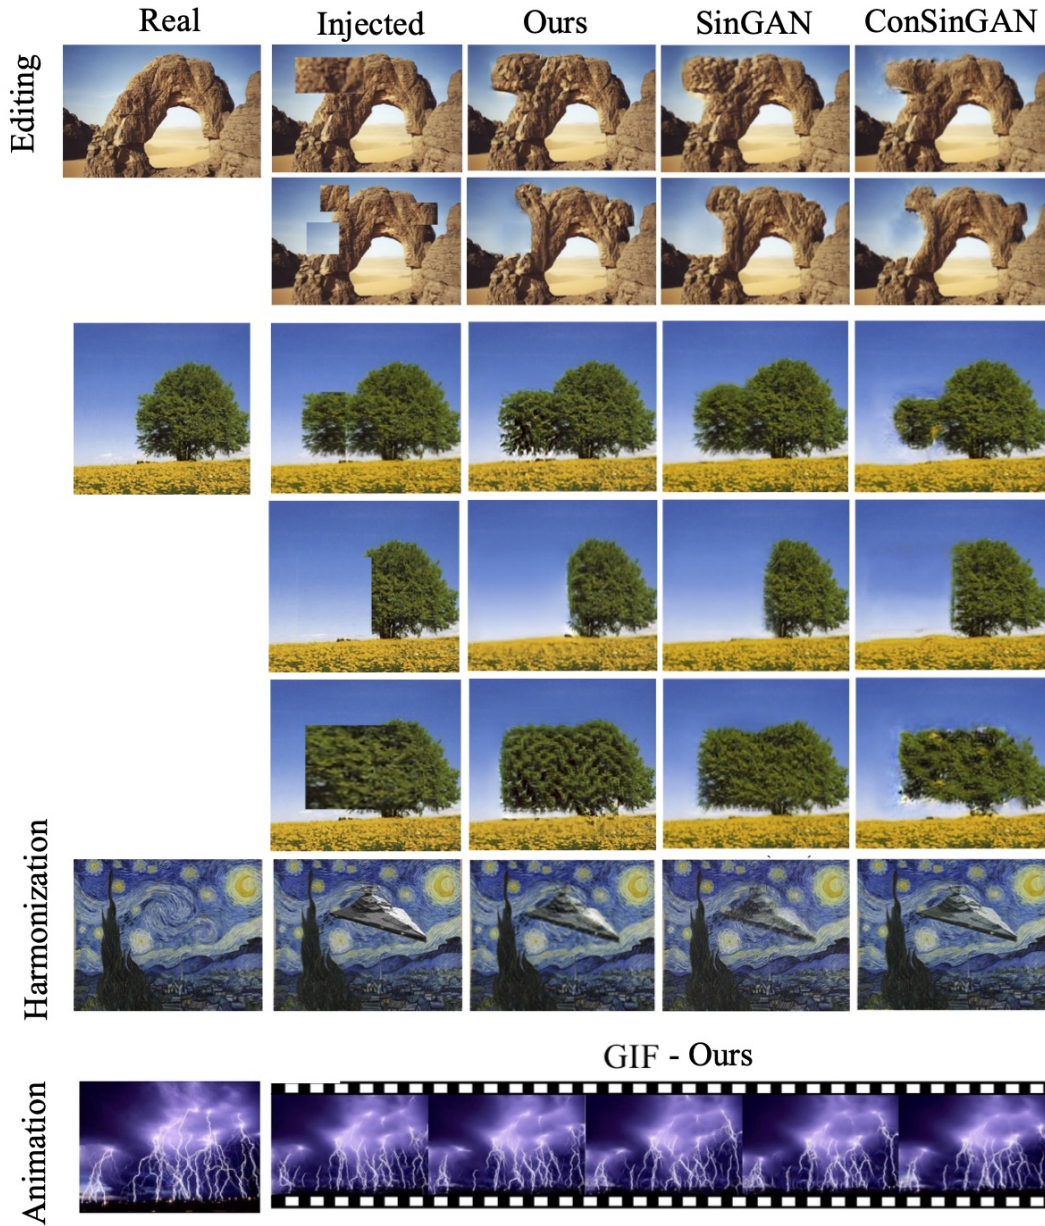 Real Injected Ours SinGAN ConSinGAN
Editing
Harmonization
GIF - Ours
Animation